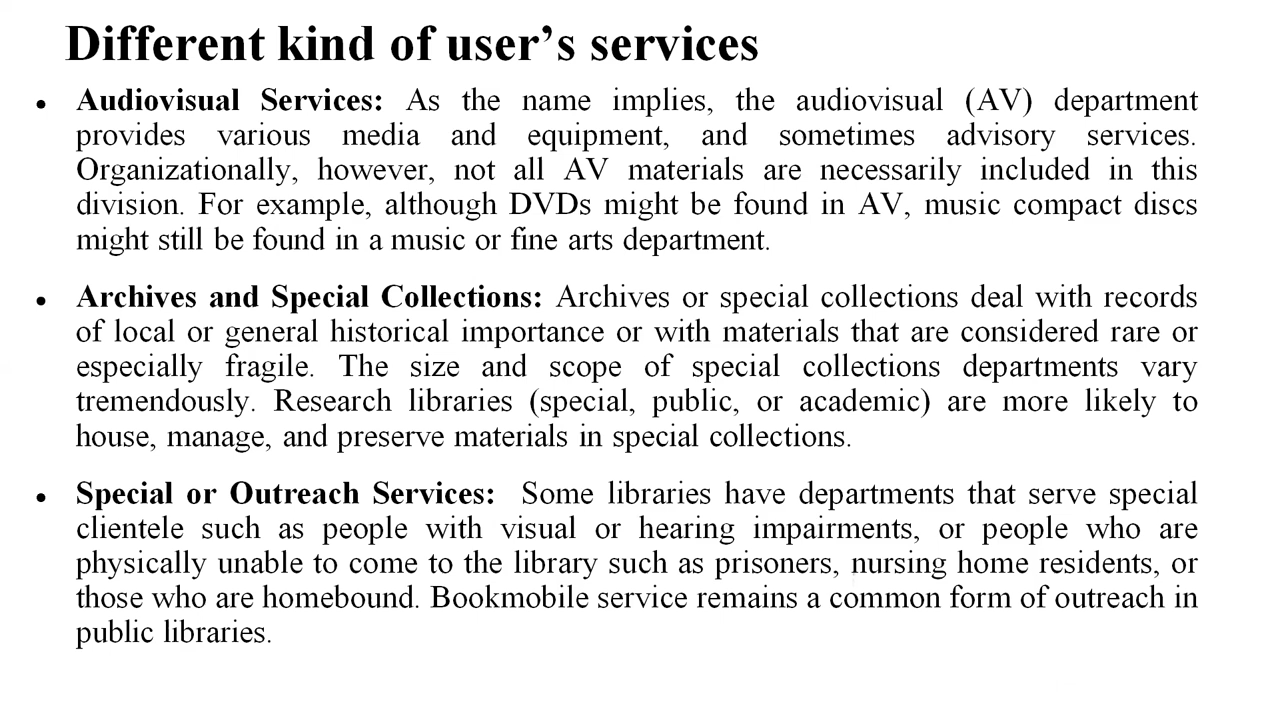 Different kind of user's services
● Audiovisual Services: As the name implies, the audiovisual (AV) department
provides various media and equipment, and sometimes advisory services.
Organizationally, however, not all AV materials are necessarily included in this
division. For example, although DVDs might be found in AV, music compact discs
might still be found in a music or fine arts department.
● Archives and Special Collections: Archives or special collections deal with records
of local or general historical importance or with materials that are considered rare or
especially fragile. The size and scope of special collections departments vary
tremendously. Research libraries (special, public, or academic) are more likely to
house, manage, and preserve materials in special collections.
● Special or Outreach Services: Some libraries have departments that serve special
clientele such as people with visual or hearing impairments, or people who are
physically unable to come to the library such as prisoners, nursing home residents, or
those who are homebound. Bookmobile service remains a common form of outreach in
public libraries.